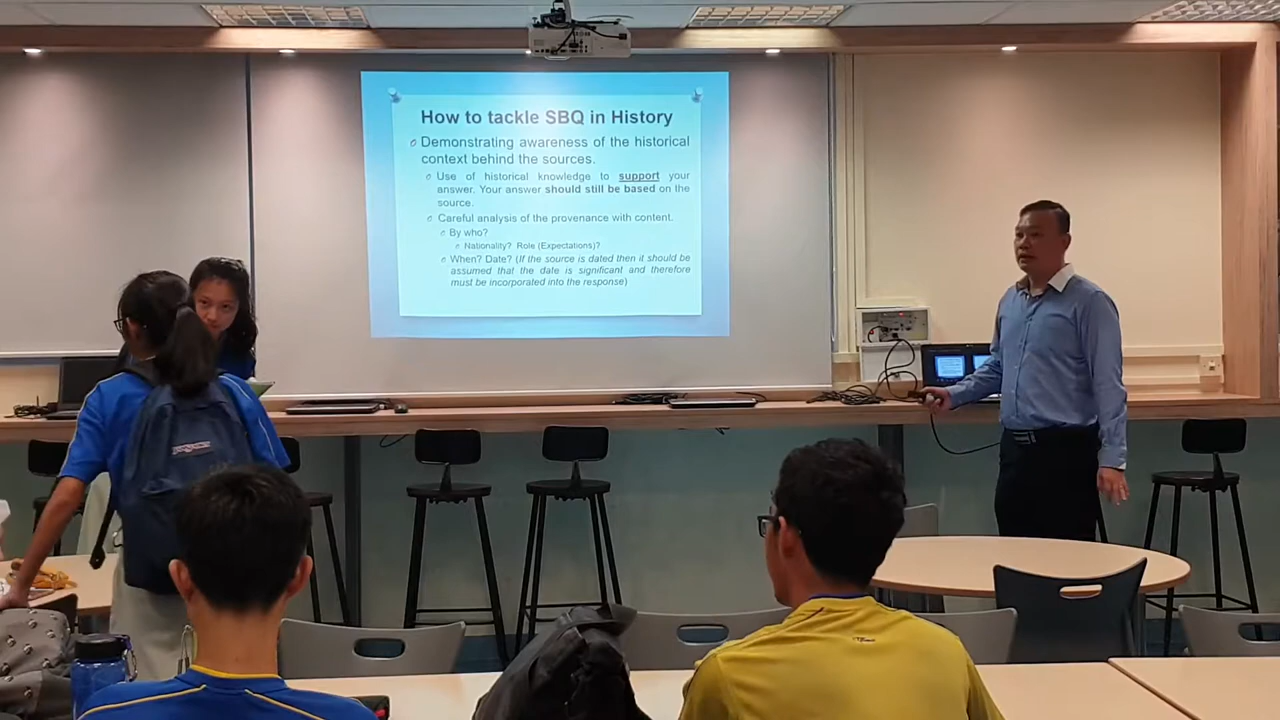 How to tackle SBQ in History
Demonstrating awareness of the historical
context behind the sources.
Use of historical knowledge to support your
answer. Your answer should still be based on the
source.
Careful analysis of the provenance with content.
By who?
Nationality? Role (Expectations)?
When? Date? (If the source is dated then it should be
assumed that the date is significant and therefore
must be incorporated into the response)
JANSPORT